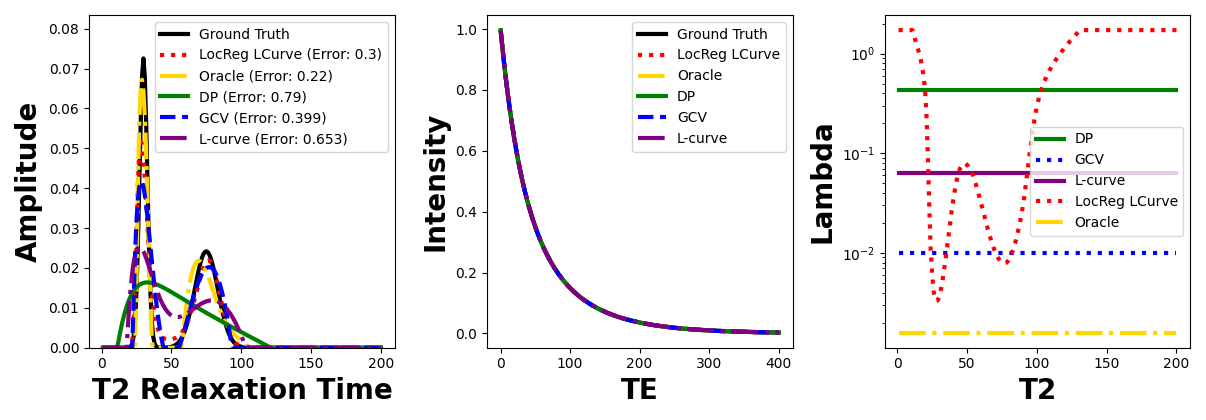 Amplitude
0.08
0.07
0.06
0.05
0.04
0.03
0.02
0.01
0.00
Ground Truth
LocReg LCurve (Error: 0.3)
Oracle (Error: 0.22)
DP (Error: 0.79)
GCV (Error: 0.399)
L-curve (Error: 0.653)
0 50 100 150 200
T2 Relaxation Time
Intensity
1.0
0.8
0.6
0.4
0.2
0.0
Ground Truth
LocReg LCurve
Oracle
DP
GCV
L-curve
0 100 200 300 400
TE
Lambda
10⁰
10⁻¹
10⁻²
DP
GCV
L-curve
LocReg LCurve
Oracle
0 50 100 150 200
T2